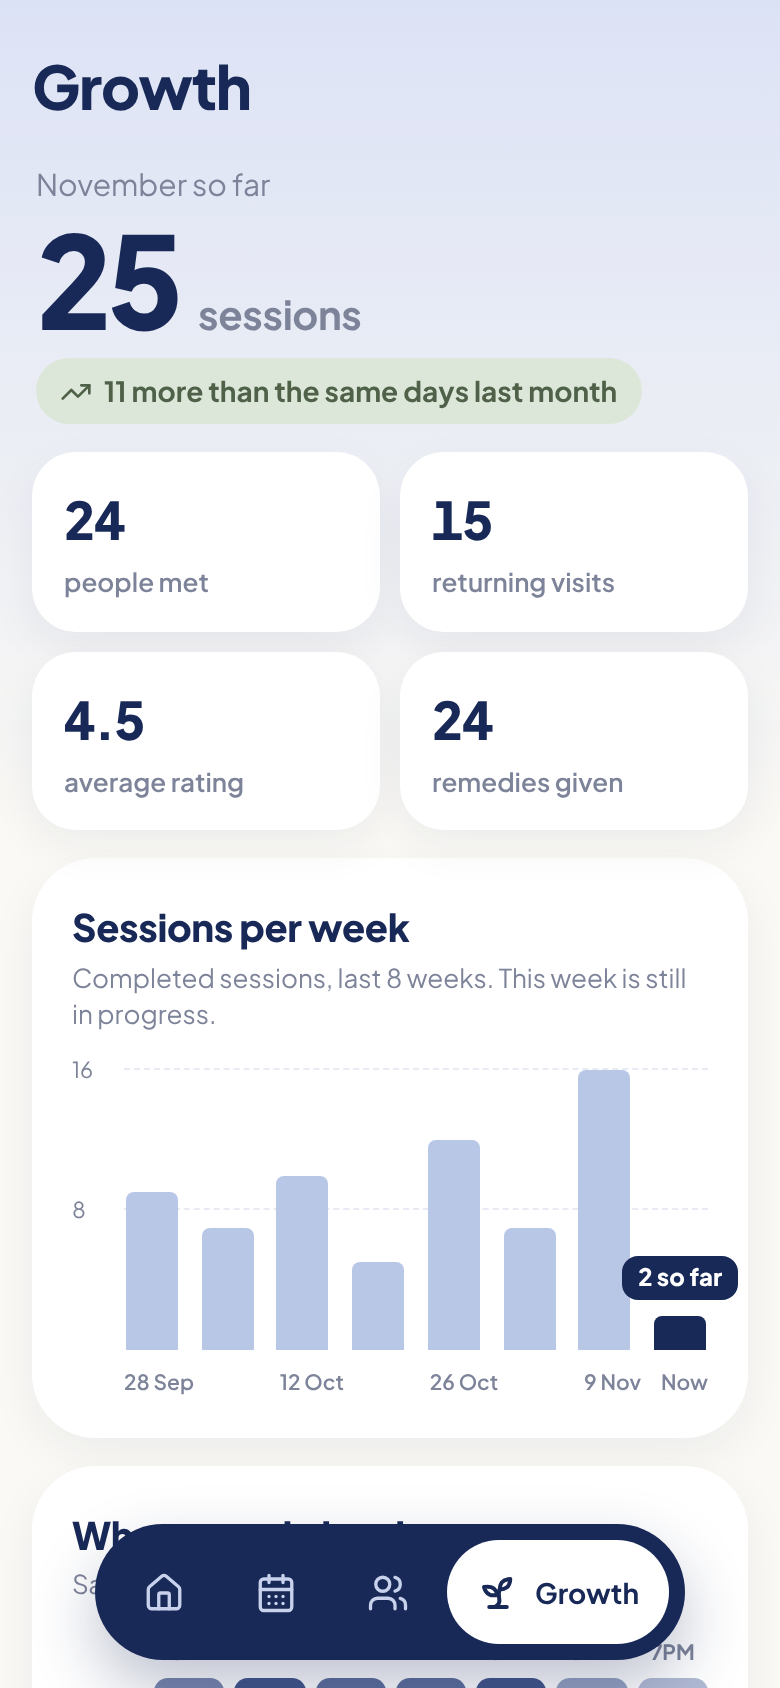 Growth
November so far
25 sessions
11 more than the same days last month
24
people met
15
returning visits
4.5
average rating
24
remedies given
Sessions per week
Completed sessions, last 8 weeks. This week is still
in progress.
16
8
2 so far
28 Sep
12 Oct
26 Oct
9 Nov
Now
Growth
7PM